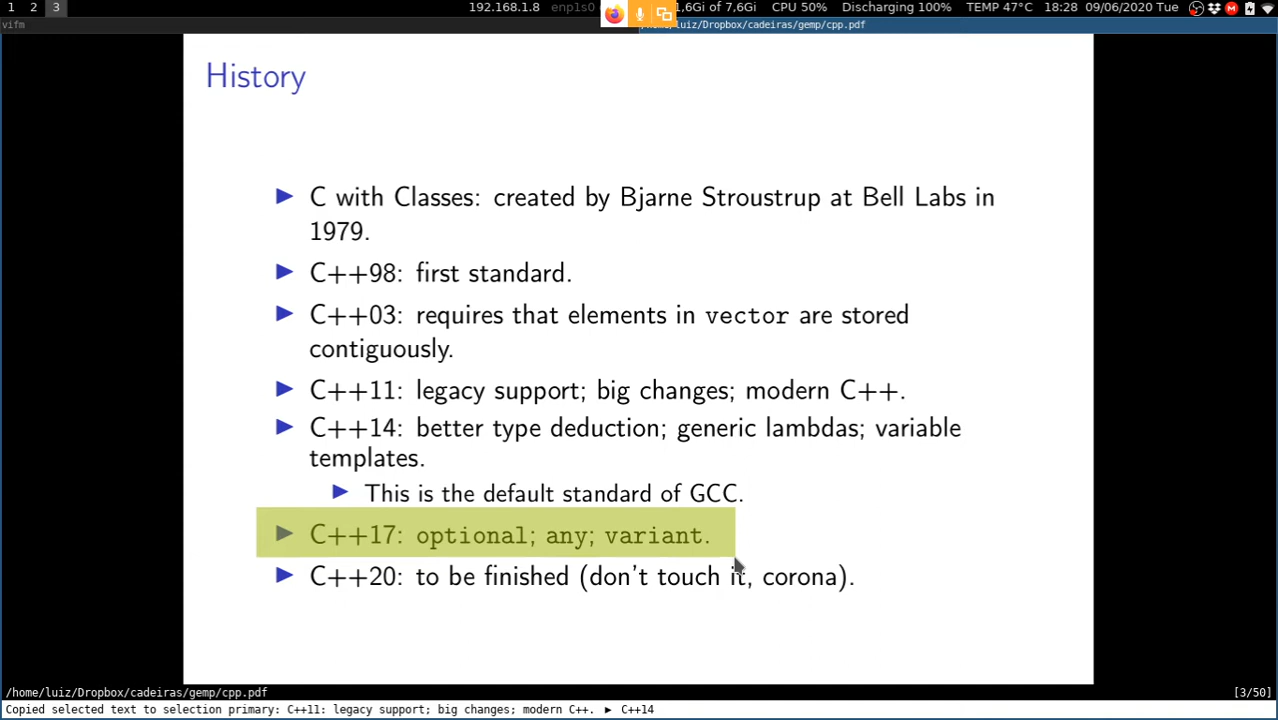 1 2 3 192.168.1.8 enp1s0 1,6Gi of 7,6Gi CPU 50% Discharging 100% TEMP 47°C 18:28 09/06/2020 Tue
vifm /home/luiz/Dropbox/cadeiras/gemp/cpp.pdf
History
► C with Classes: created by Bjarne Stroustrup at Bell Labs in
1979.
► C++98: first standard.
► C++03: requires that elements in vector are stored
contiguously.
► C++11: legacy support; big changes; modern C++.
► C++14: better type deduction; generic lambdas; variable
templates.
► This is the default standard of GCC.
► C++17: optional; any; variant.
► C++20: to be finished (don't touch it, corona).
/home/luiz/Dropbox/cadeiras/gemp/cpp.pdf [3/50]
Copied selected text to selection primary: C++11: legacy support; big changes; modern C++. ► C++14